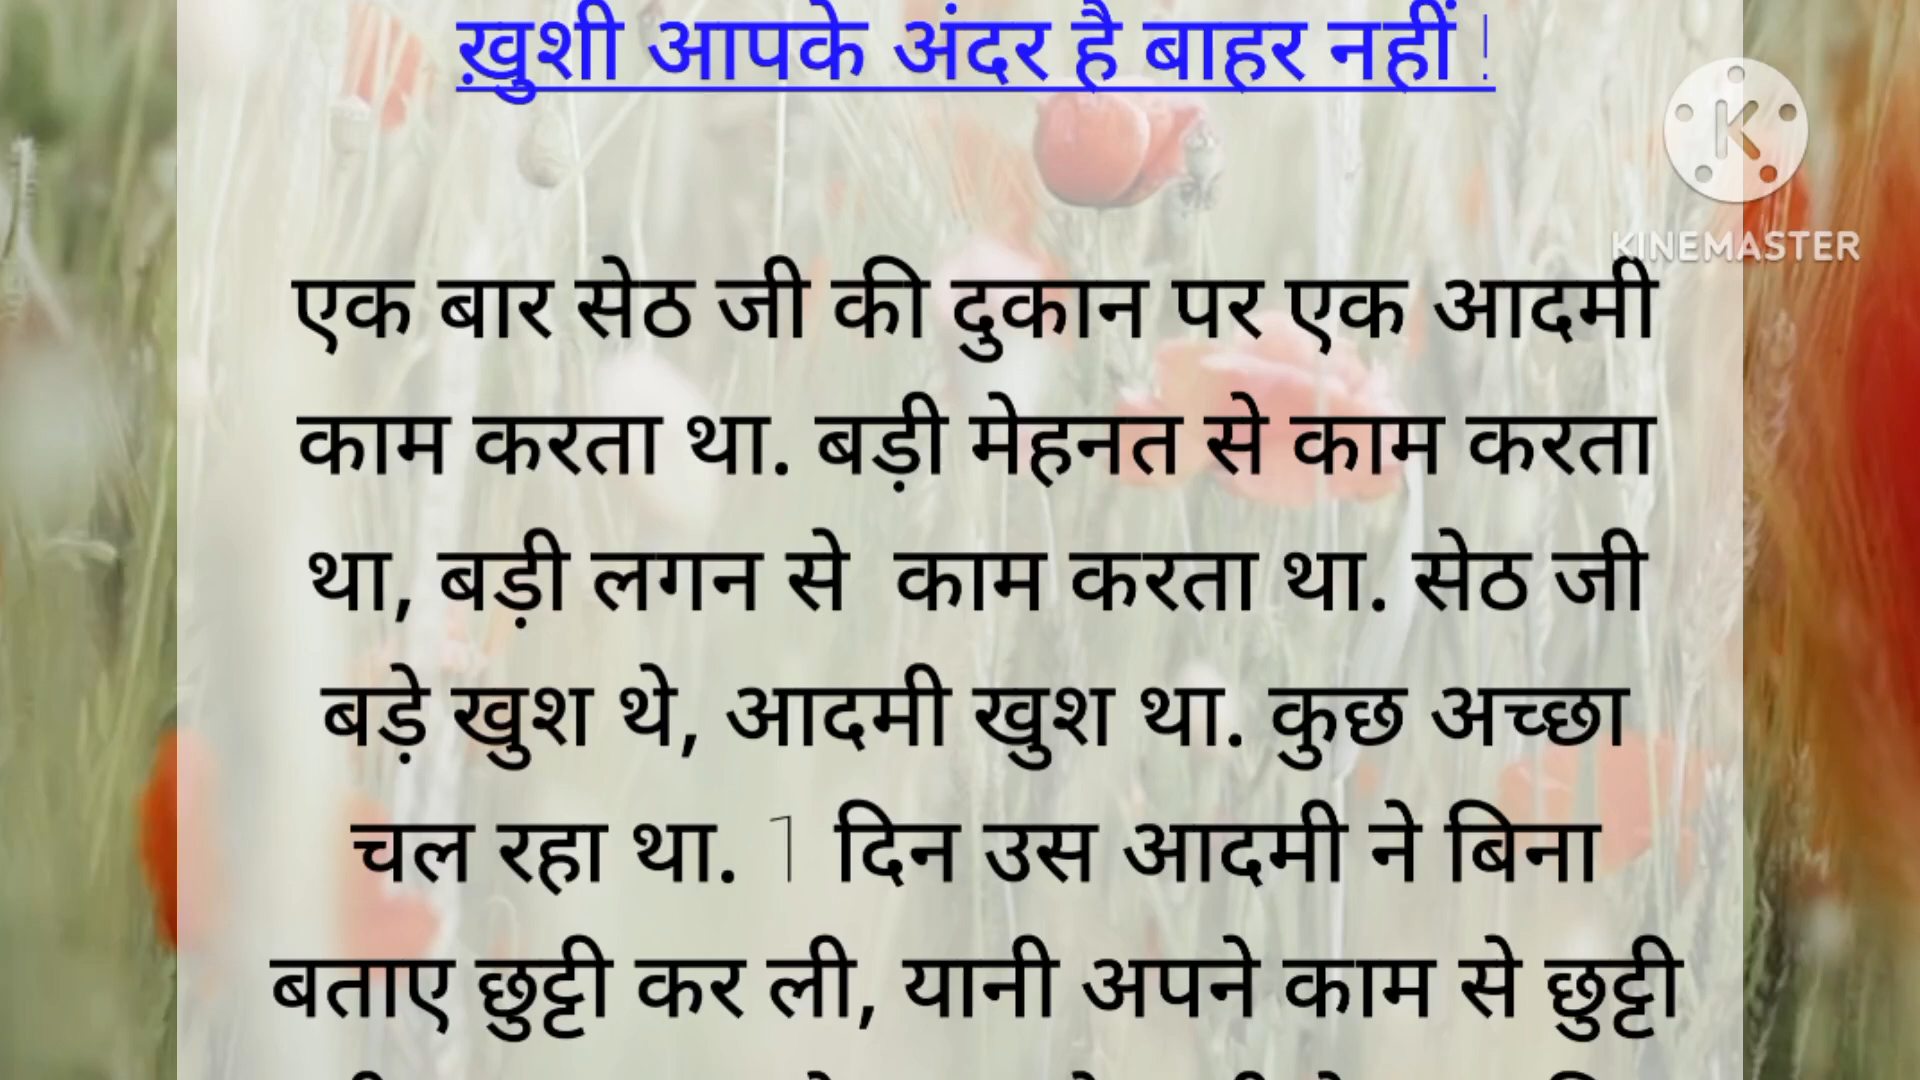 ख़ुशी आपके अंदर है बाहर नहीं !
KINEMASTER
एक बार सेठ जी की दुकान पर एक आदमी
काम करता था. बड़ी मेहनत से काम करता
था, बड़ी लगन से  काम करता था. सेठ जी
बड़े खुश थे, आदमी खुश था. कुछ अच्छा
चल रहा था. 1 दिन उस आदमी ने बिना
बताए छुट्टी कर ली, यानी अपने काम से छुट्टी